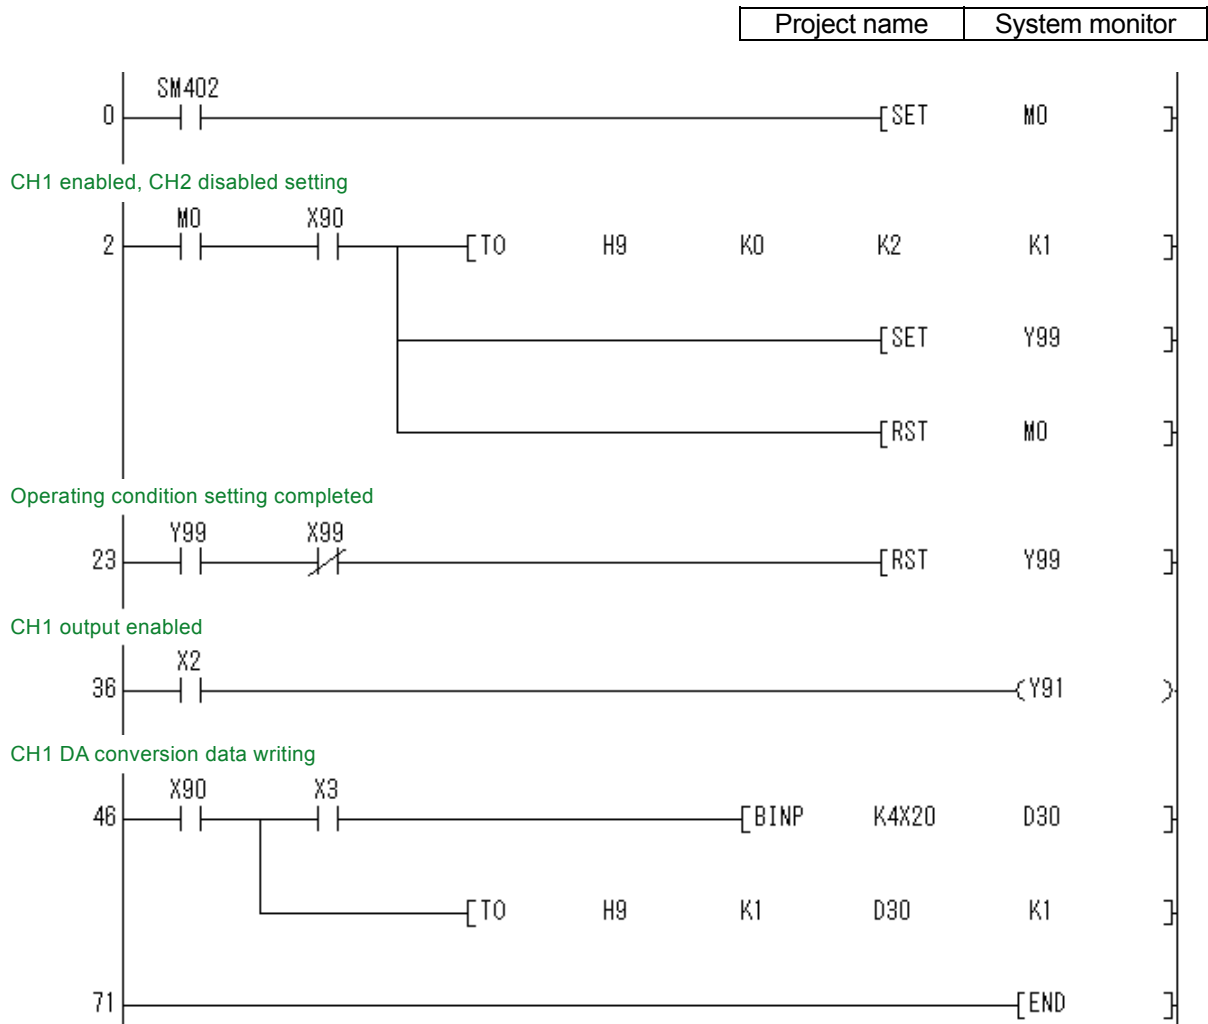 Project name System monitor
SM402
0 SET M0
CH1 enabled, CH2 disabled setting
M0 X90
2 TO H9 K0 K2 K1
SET Y99
RST M0
Operating condition setting completed
Y99 X99
23 RST Y99
CH1 output enabled
X2
36 Y91
CH1 DA conversion data writing
X90 X3
46 BINP K4X20 D30
TO H9 K1 D30 K1
71 END